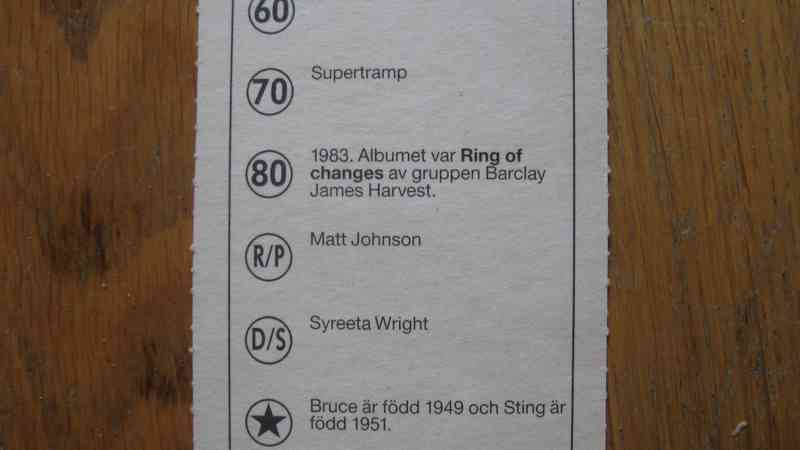 60
70 Supertramp
80 1983. Albumet var Ring of
changes av gruppen Barclay
James Harvest.
R/P Matt Johnson
D/S Syreeta Wright
Bruce är född 1949 och Sting är
född 1951.